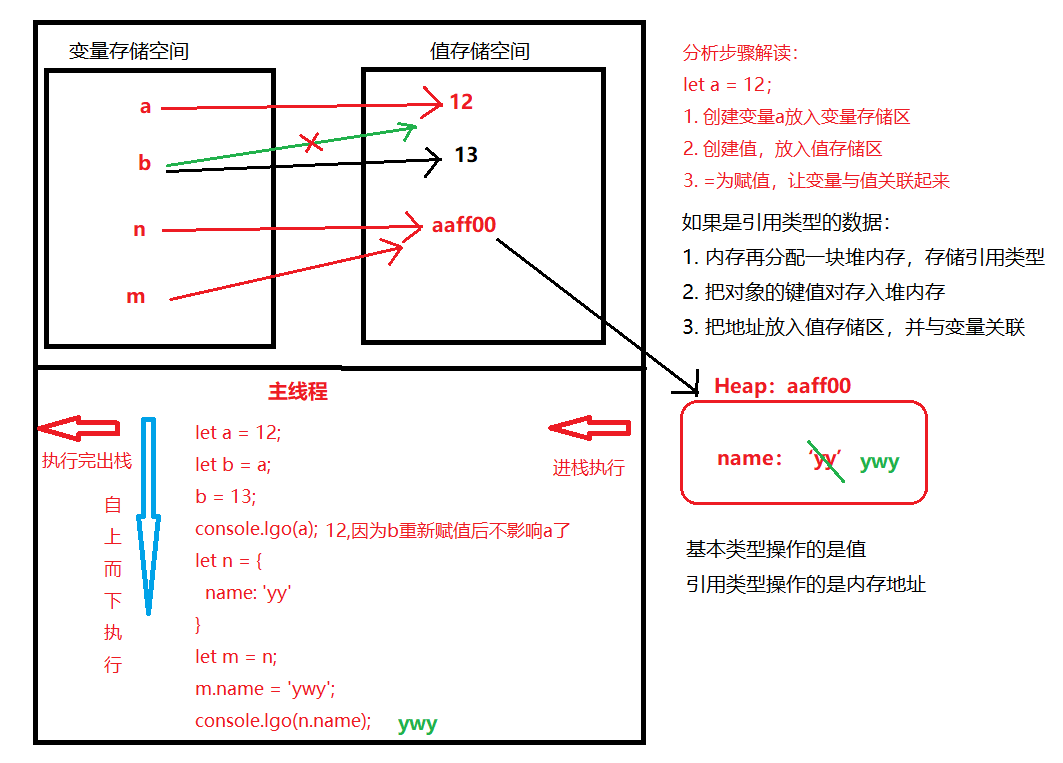 变量存储空间
值存储空间
a
12
b
13
n
aaff00
m
分析步骤解读：
let a = 12；
1. 创建变量a放入变量存储区
2. 创建值，放入值存储区
3. =为赋值，让变量与值关联起来
如果是引用类型的数据：
1. 内存再分配一块堆内存，存储引用类型
2. 把对象的键值对存入堆内存
3. 把地址放入值存储区，并与变量关联
Heap：aaff00
name： ‘yy’ ywy
基本类型操作的是值
引用类型操作的是内存地址
主线程
执行完出栈
进栈执行
自上而下执行
let a = 12;
let b = a;
b = 13;
console.lgo(a); 12,因为b重新赋值后不影响a了
let n = {
name: 'yy'
}
let m = n;
m.name = 'ywy';
console.lgo(n.name); ywy